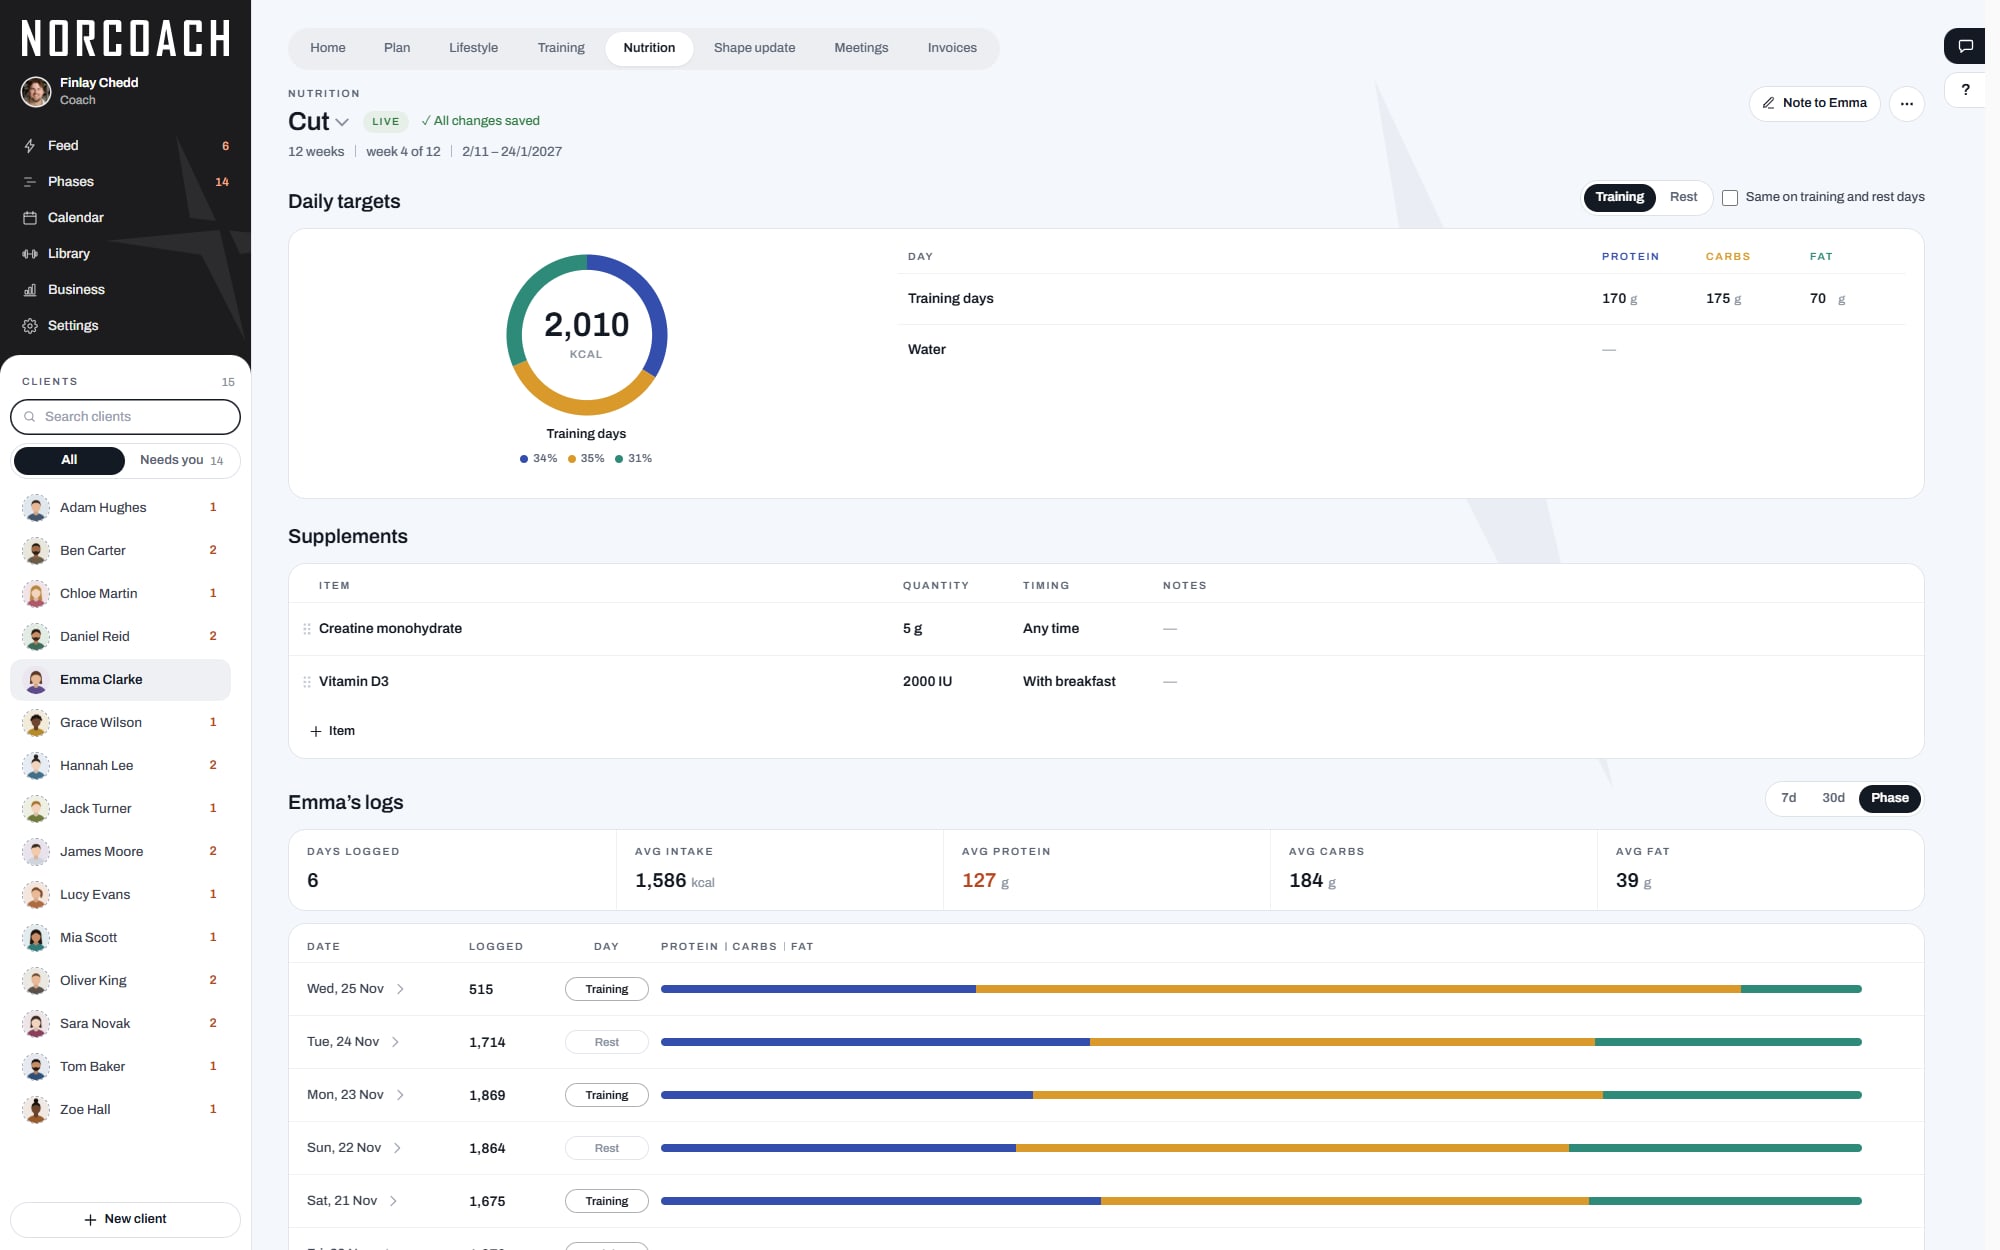 NORCOACH
Finlay Chedd
Coach
Feed 6
Phases 14
Calendar
Library
Business
Settings
CLIENTS 15
Search clients
All Needs you 14
Adam Hughes 1
Ben Carter 2
Chloe Martin 1
Daniel Reid 2
Emma Clarke
Grace Wilson 1
Hannah Lee 2
Jack Turner 1
James Moore 2
Lucy Evans 1
Mia Scott 1
Oliver King 2
Sara Novak 2
Tom Baker 1
Zoe Hall 1
+ New client
Home Plan Lifestyle Training Nutrition Shape update Meetings Invoices
NUTRITION
Cut LIVE ✓ All changes saved
12 weeks | week 4 of 12 | 2/11 – 24/1/2027
Note to Emma ...
?
Daily targets
Training Rest Same on training and rest days
2,010
KCAL
Training days
34% 35% 31%
DAY PROTEIN CARBS FAT
Training days 170 g 175 g 70 g
Water —
Supplements
ITEM QUANTITY TIMING NOTES
Creatine monohydrate 5 g Any time —
Vitamin D3 2000 IU With breakfast —
+ Item
Emma’s logs
7d 30d Phase
DAYS LOGGED AVG INTAKE AVG PROTEIN AVG CARBS AVG FAT
6 1,586 kcal 127 g 184 g 39 g
DATE LOGGED DAY PROTEIN | CARBS | FAT
Wed, 25 Nov 515 Training
Tue, 24 Nov 1,714 Rest
Mon, 23 Nov 1,869 Training
Sun, 22 Nov 1,864 Rest
Sat, 21 Nov 1,675 Training